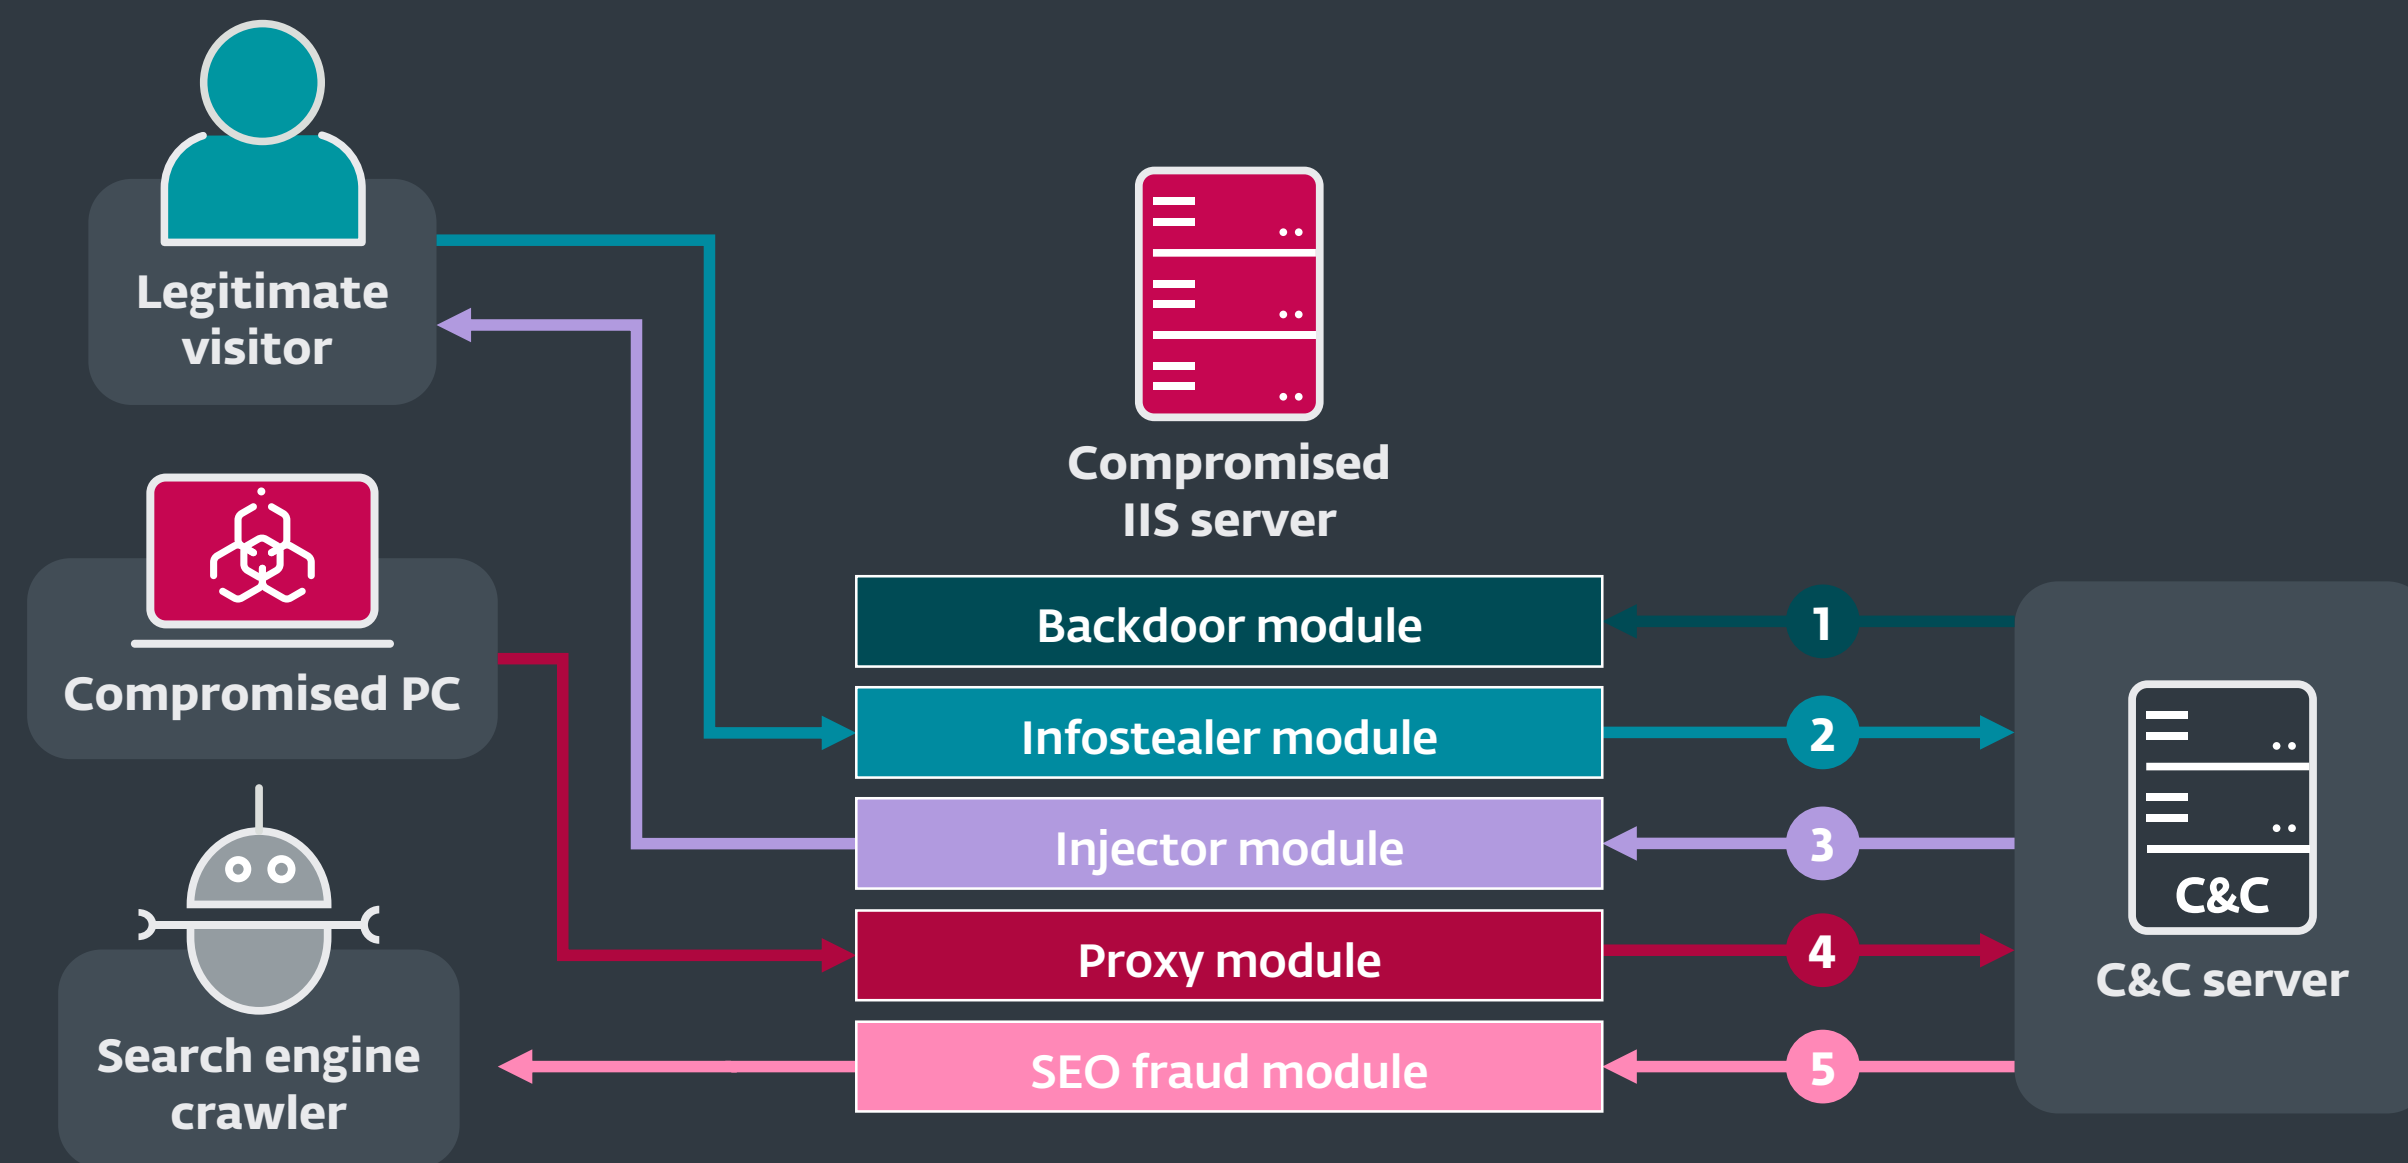 Legitimate
visitor
Compromised PC
Search engine
crawler
Compromised
IIS server
Backdoor module
Infostealer module
Injector module
Proxy module
SEO fraud module
1
2
3
4
5
C&C
C&C server